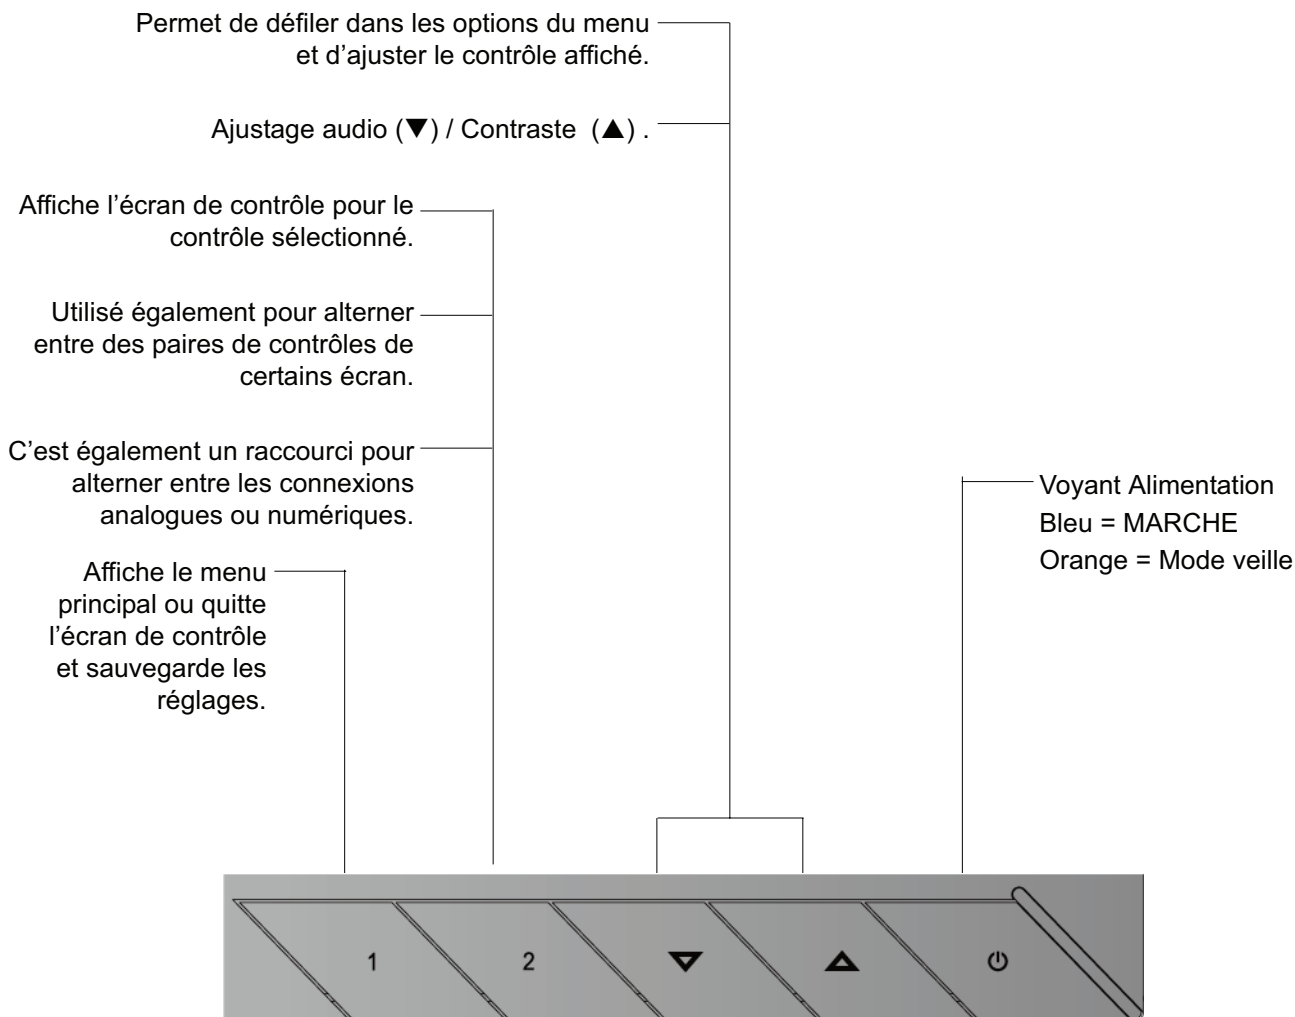 Permet de défiler dans les options du menu
et d'ajuster le contrôle affiché.
Ajustage audio (▼) / Contraste (▲) .
Affiche l’écran de contrôle pour le
contrôle sélectionné.
Utilisé également pour alterner
entre des paires de contrôles de
certains écran.
C’est également un raccourci pour
alterner entre les connexions
analogues ou numériques.
Affiche le menu
principal ou quitte
l’écran de contrôle
et sauvegarde les
réglages.
Voyant Alimentation
Bleu = MARCHE
Orange = Mode veille
1 2